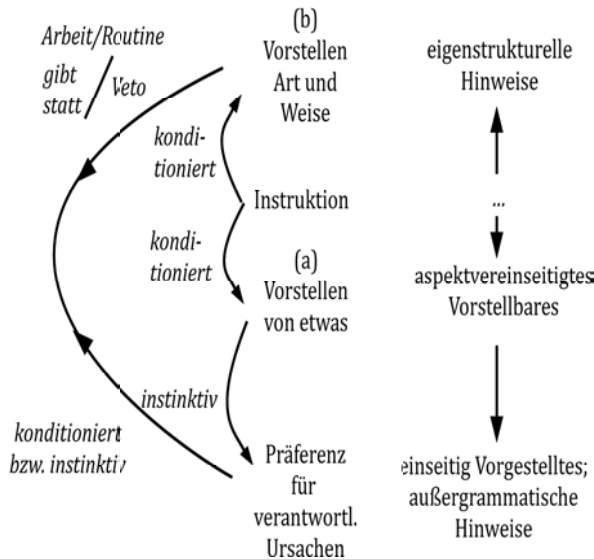 Arbeit/Routine
gibt
statt
Veto
(b)
Vorstellen
Art und
Weise
eigenstrukturelle
Hinweise
kondi-
tioniert
Instruktion
...
kondi-
tioniert
(a)
Vorstellen
von etwas
aspektvereinseitigtes
Vorstellbares
instinktiv
konditioniert
bzw. instinktiv
Präferenz
für
verantwortl.
Ursachen
einseitig Vorgestelltes;
außergrammatische
Hinweise